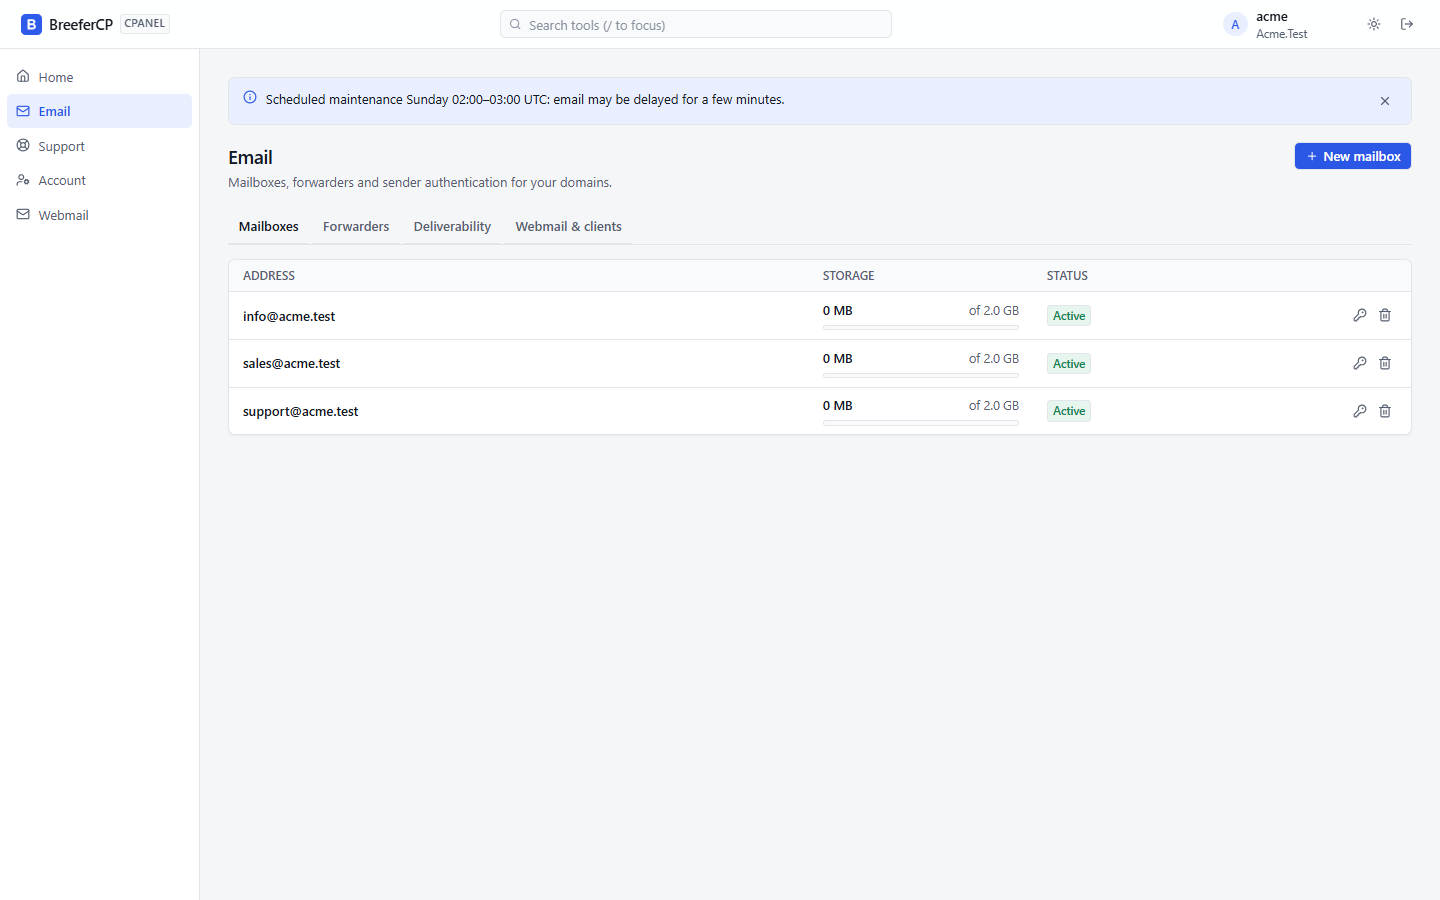 B BreeferCP CPANEL
Search tools (/ to focus)
A acme
Acme.Test
Home
Email
Support
Account
Webmail
Scheduled maintenance Sunday 02:00–03:00 UTC: email may be delayed for a few minutes.
Email
New mailbox
Mailboxes, forwarders and sender authentication for your domains.
Mailboxes Forwarders Deliverability Webmail & clients
ADDRESS STORAGE STATUS
info@acme.test 0 MB of 2.0 GB Active
sales@acme.test 0 MB of 2.0 GB Active
support@acme.test 0 MB of 2.0 GB Active